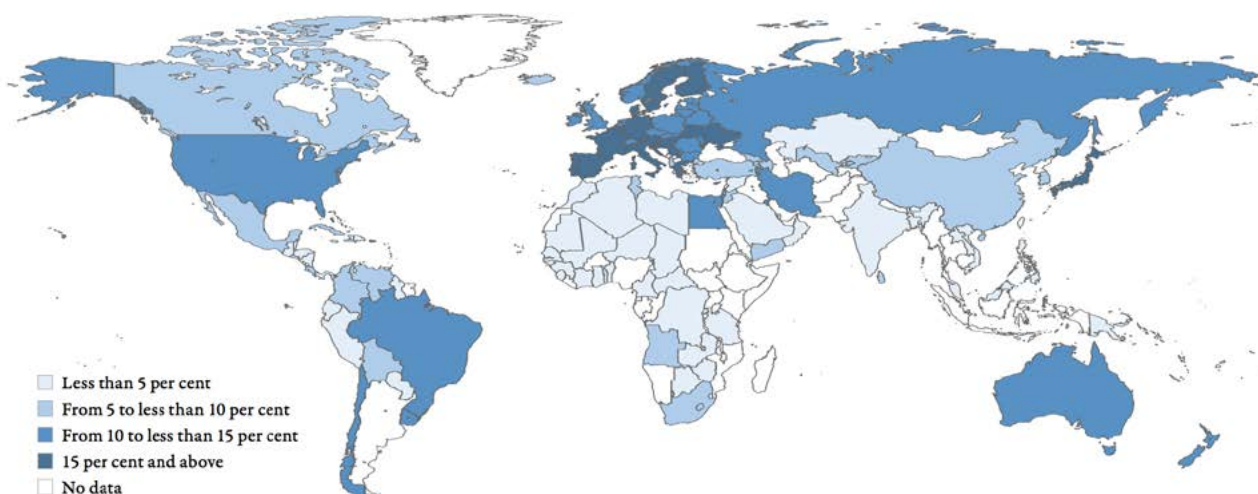 Less than 5 per cent
From 5 to less than 10 per cent
From 10 to less than 15 per cent
15 per cent and above
No data